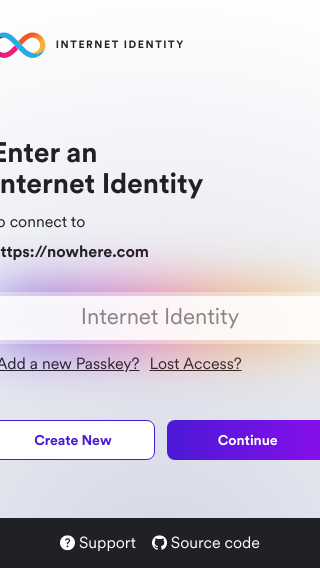 INTERNET IDENTITY
Enter an
nternet Identity
o connect to
ttps://nowhere.com
Internet Identity
Add a new Passkey? Lost Access?
Create New Continue
Support Source code